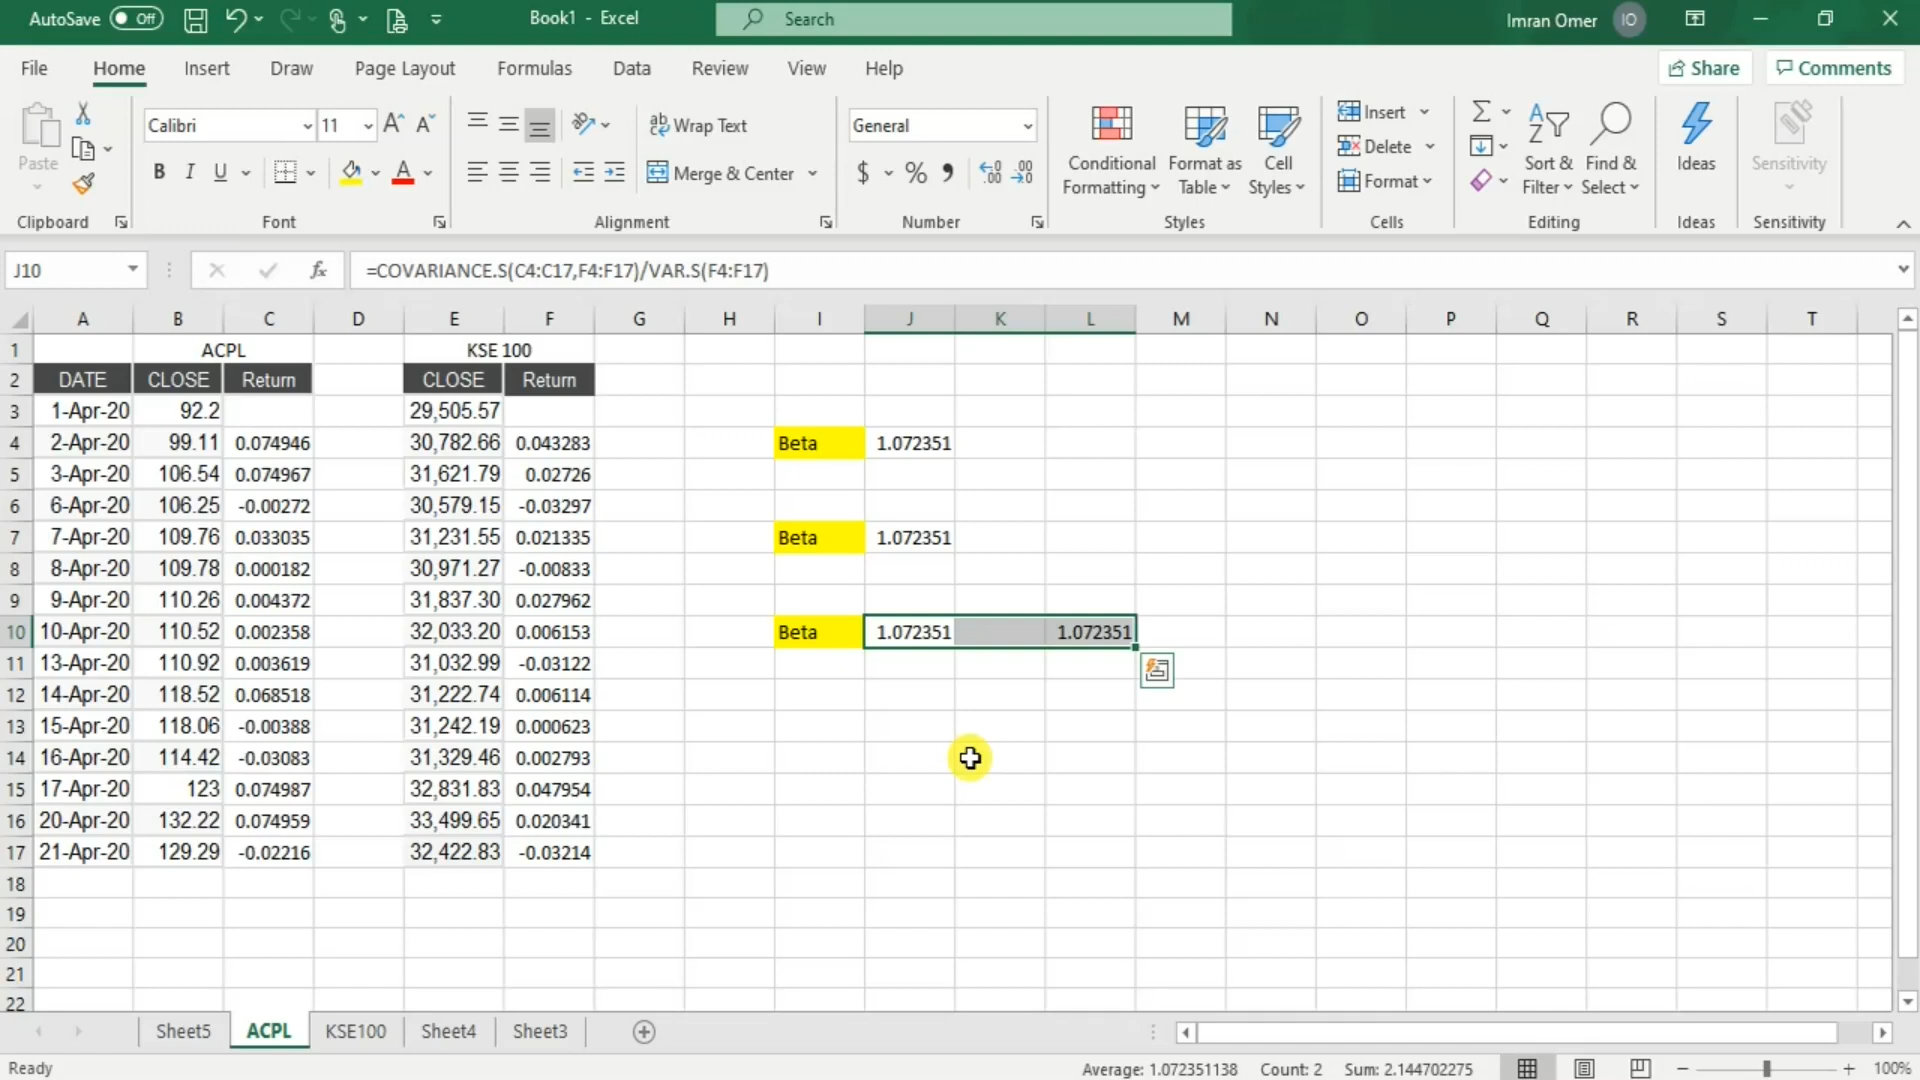 AutoSave Off Book1 - Excel Search Imran Omer IO
File Home Insert Draw Page Layout Formulas Data Review View Help Share Comments
Paste Calibri 11 Wrap Text General Conditional Formatting Format as Table Cell Styles Insert Sort & Filter Find & Select Ideas Sensitivity
B I U Merge & Center $ % Delete
Format
Clipboard Font Alignment Number Styles Cells Editing Ideas Sensitivity
J10 fx =COVARIANCE.S(C4:C17,F4:F17)/VAR.S(F4:F17)
A B C D E F G H I J K L M N O P Q R S T
1 ACPL KSE 100
2 DATE CLOSE Return CLOSE Return
3 1-Apr-20 92.2 29,505.57
4 2-Apr-20 99.11 0.074946 30,782.66 0.043283 Beta 1.072351
5 3-Apr-20 106.54 0.074967 31,621.79 0.02726
6 6-Apr-20 106.25 -0.00272 30,579.15 -0.03297
7 7-Apr-20 109.76 0.033035 31,231.55 0.021335 Beta 1.072351
8 8-Apr-20 109.78 0.000182 30,971.27 -0.00833
9 9-Apr-20 110.26 0.004372 31,837.30 0.027962
10 10-Apr-20 110.52 0.002358 32,033.20 0.006153 Beta 1.072351 1.072351
11 13-Apr-20 110.92 0.003619 31,032.99 -0.03122
12 14-Apr-20 118.52 0.068518 31,222.74 0.006114
13 15-Apr-20 118.06 -0.00388 31,242.19 0.000623
14 16-Apr-20 114.42 -0.03083 31,329.46 0.002793
15 17-Apr-20 123 0.074987 32,831.83 0.047954
16 20-Apr-20 132.22 0.074959 33,499.65 0.020341
17 21-Apr-20 129.29 -0.02216 32,422.83 -0.03214
18
19
20
21
22
Sheet5 ACPL KSE100 Sheet4 Sheet3
Ready Average: 1.072351138 Count: 2 Sum: 2.144702275 100%